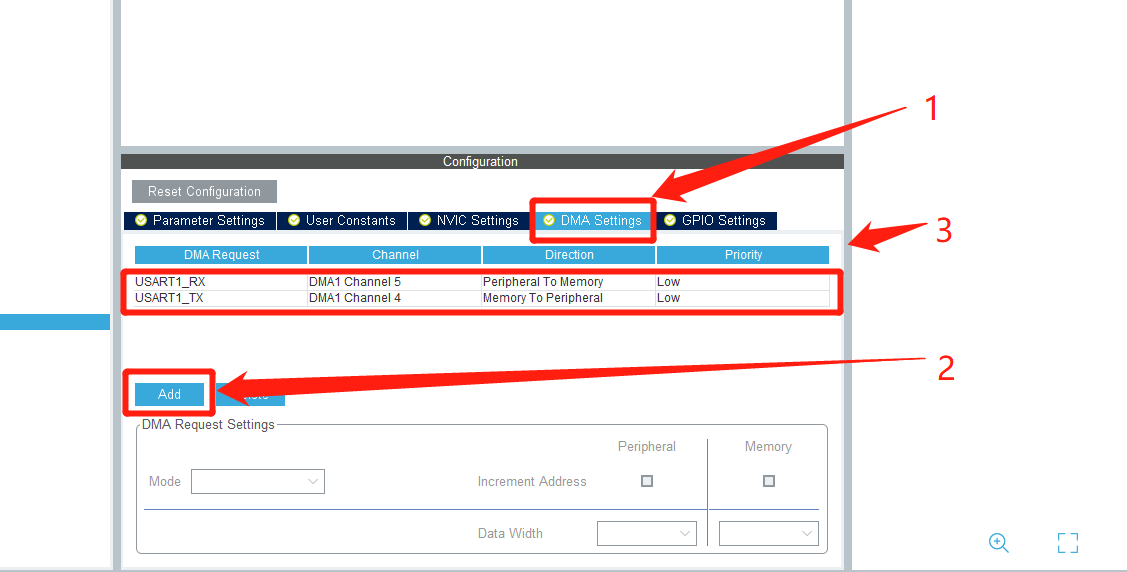 1
Configuration
Reset Configuration
Parameter Settings User Constants NVIC Settings DMA Settings GPIO Settings
3
DMA Request Channel Direction Priority
USART1_RX DMA1 Channel 5 Peripheral To Memory Low
USART1_TX DMA1 Channel 4 Memory To Peripheral Low
2
Add
DMA Request Settings
Peripheral Memory
Mode Increment Address
Data Width